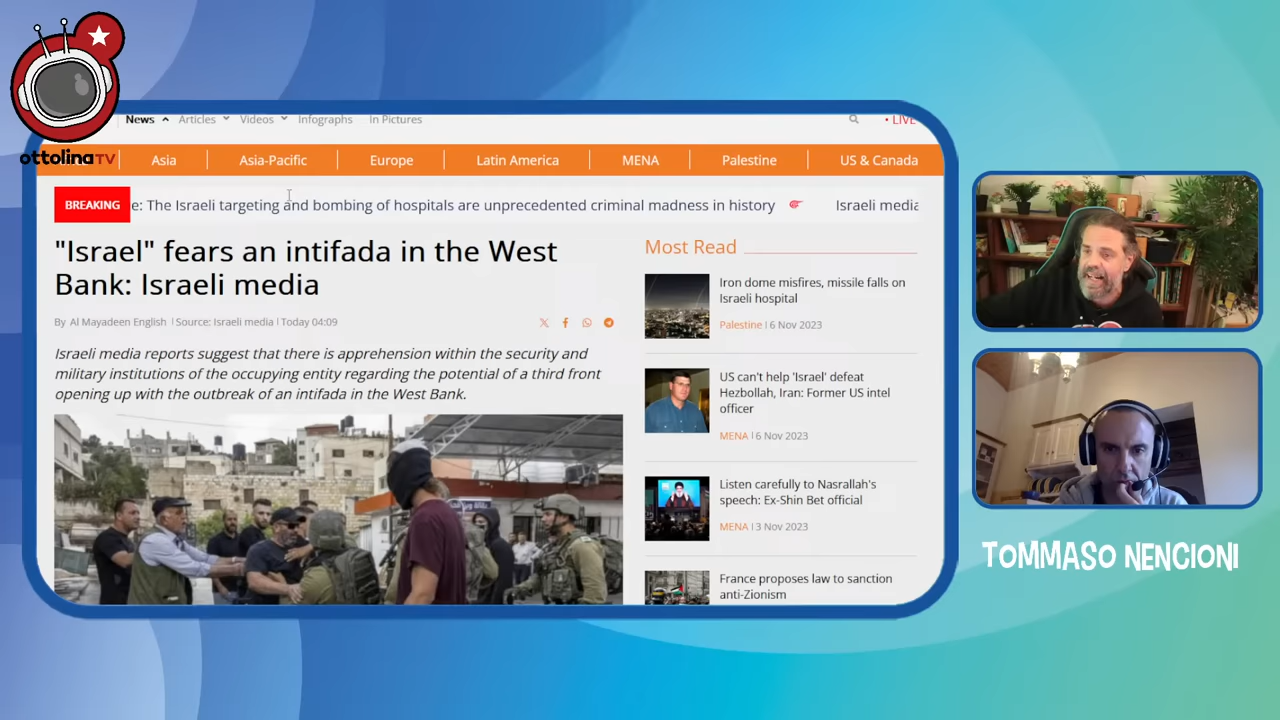 ottolinaTV
News Articles Videos Infographs In Pictures • LIVE
Asia Asia-Pacific Europe Latin America MENA Palestine US & Canada
BREAKING e: The Israeli targeting and bombing of hospitals are unprecedented criminal madness in history Israeli media
"Israel" fears an intifada in the West
Bank: Israeli media
By Al Mayadeen English | Source: Israeli media | Today 04:09
Israeli media reports suggest that there is apprehension within the security and
military institutions of the occupying entity regarding the potential of a third front
opening up with the outbreak of an intifada in the West Bank.
Most Read
Iron dome misfires, missile falls on
Israeli hospital
Palestine | 6 Nov 2023
US can't help 'Israel' defeat
Hezbollah, Iran: Former US intel
officer
MENA | 6 Nov 2023
Listen carefully to Nasrallah's
speech: Ex-Shin Bet official
MENA | 3 Nov 2023
France proposes law to sanction
anti-Zionism
TOMMASO NENCIONI